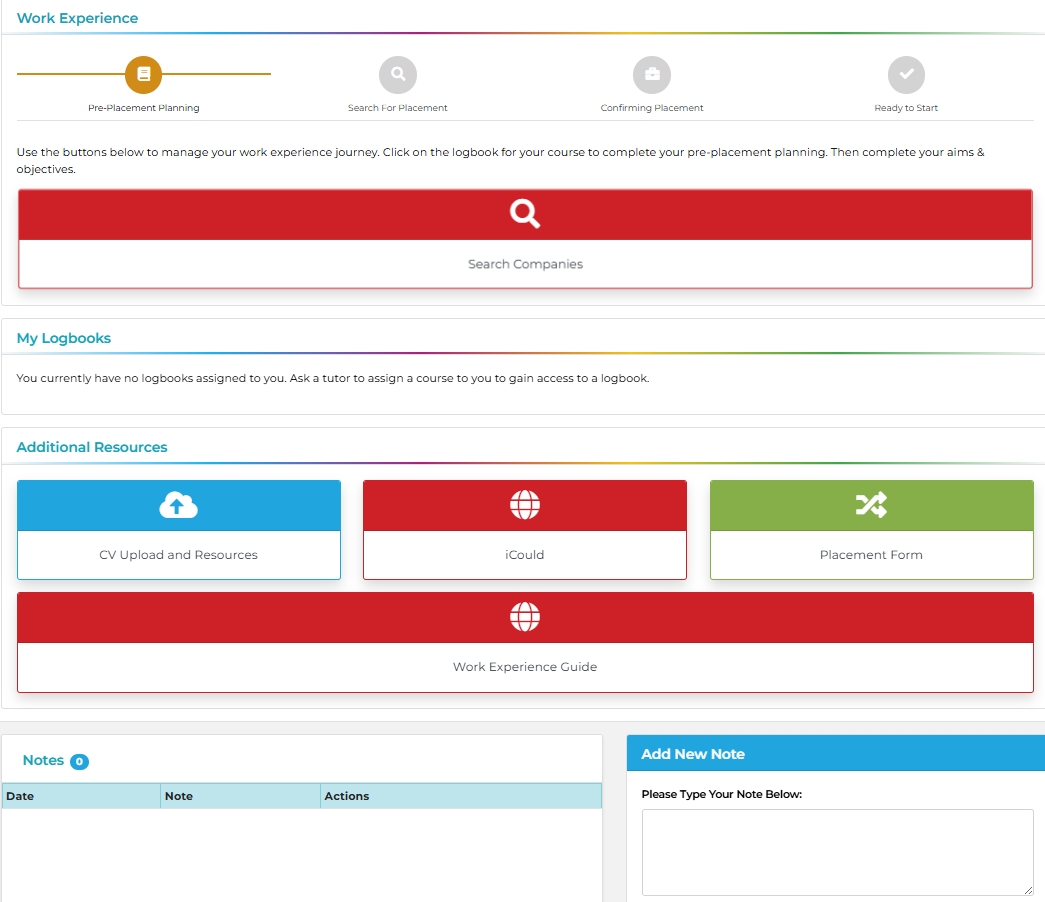 Work Experience
Pre-Placement Planning
Search For Placement
Confirming Placement
Ready to Start
Use the buttons below to manage your work experience journey. Click on the logbook for your course to complete your pre-placement planning. Then complete your aims &
objectives.
Search Companies
My Logbooks
You currently have no logbooks assigned to you. Ask a tutor to assign a course to you to gain access to a logbook.
Additional Resources
CV Upload and Resources
iCould
Placement Form
Work Experience Guide
Notes 0
Date
Note
Actions
Add New Note
Please Type Your Note Below: